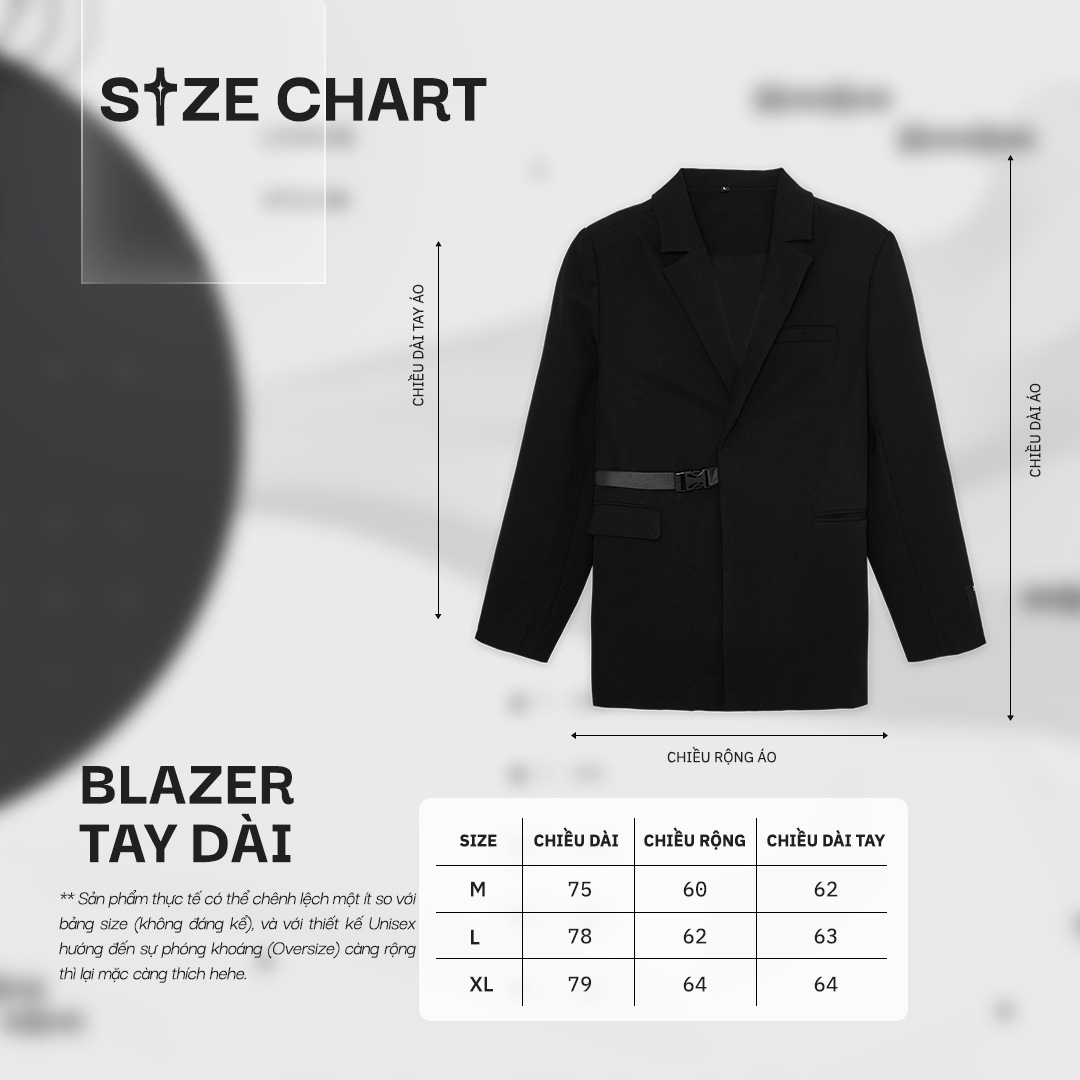 SIZE CHART
CHIỀU DÀI TAY ÁO
CHIỀU DÀI ÁO
CHIỀU RỘNG ÁO
BLAZER
TAY DÀI
** Sản phẩm thực tế có thể chênh lệch một ít so với
bảng size (không đáng kể), và với thiết kế Unisex
hướng đến sự phóng khoáng (Oversize) càng rộng
thì lại mặc càng thích hehe.
SIZE CHIỀU DÀI CHIỀU RỘNG CHIỀU DÀI TAY
M 75 60 62
L 78 62 63
XL 79 64 64